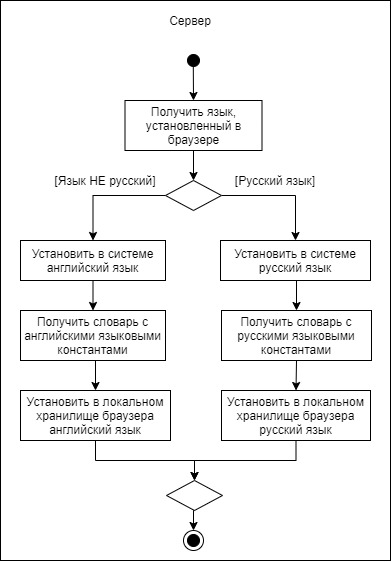 Сервер
Получить язык,
установленный в
браузере
[Язык НЕ русский]
[Русский язык]
Установить в системе
английский язык
Установить в системе
русский язык
Получить словарь с
английскими языковыми
константами
Получить словарь с
русскими языковыми
константами
Установить в локальном
хранилище браузера
английский язык
Установить в локальном
хранилище браузера
русский язык